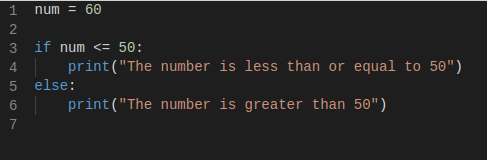 1 num = 60
2
3 if num <= 50:
4     print("The number is less than or equal to 50")
5 else:
6     print("The number is greater than 50")
7